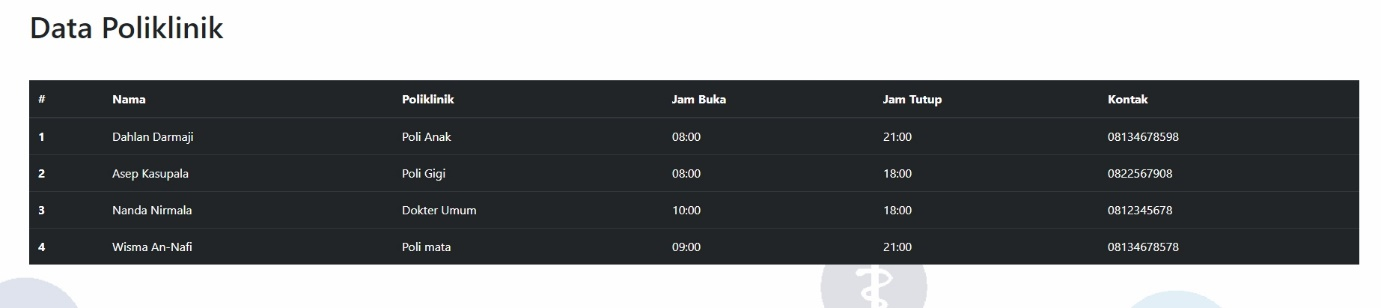 Data Poliklinik
# Nama Poliklinik Jam Buka Jam Tutup Kontak
1 Dahlan Darmaji Poli Anak 08:00 21:00 08134678598
2 Asep Kasupala Poli Gigi 08:00 18:00 0822567908
3 Nanda Nirmala Dokter Umum 10:00 18:00 0812345678
4 Wisma An-Nafi Poli mata 09:00 21:00 08134678578